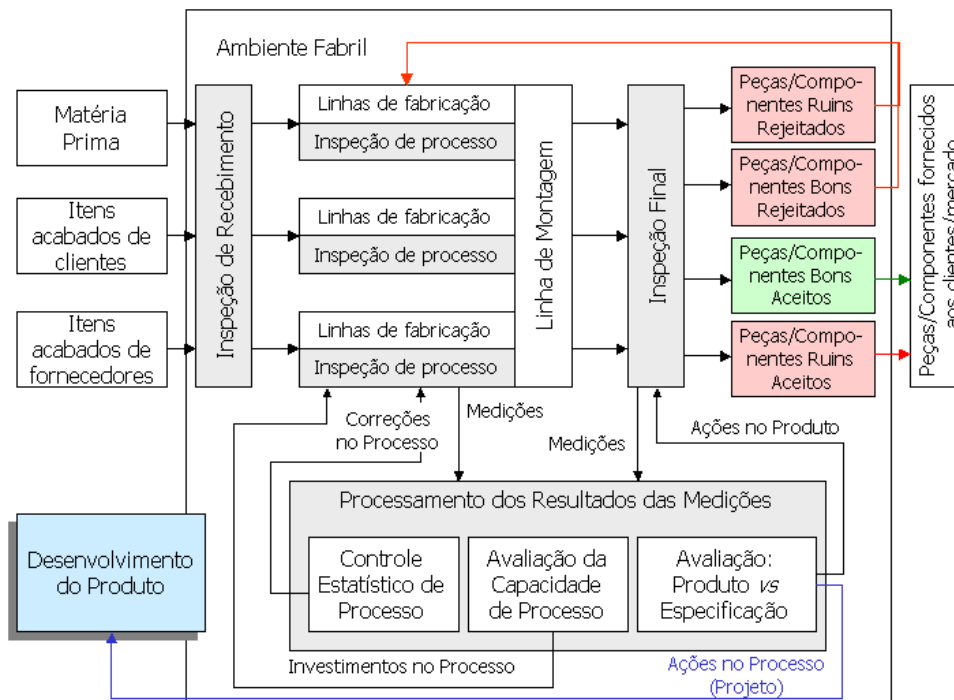 Ambiente Fabril
Matéria
Prima
Itens
acabados de
clientes
Itens
acabados de
fornecedores
Inspeção de Recebimento
Linhas de fabricação
Inspeção de processo
Linhas de fabricação
Inspeção de processo
Linhas de fabricação
Inspeção de processo
Linha de Montagem
Inspeção Final
Peças/Compo-
nentes Ruins
Rejeitados
Peças/Compo-
nentes Bons
Rejeitados
Peças/Compo-
nentes Bons
Aceitos
Peças/Compo-
nentes Ruins
Aceitos
Peças/Componentes fornecidos
aos clientes/mercado
Correções
no Processo
Medições
Medições
Ações no Produto
Processamento dos Resultados das Medições
Controle
Estatístico de
Processo
Avaliação da
Capacidade
de Processo
Avaliação:
Produto vs
Especificação
Desenvolvimento
do Produto
Investimentos no Processo
Ações no Processo
(Projeto)